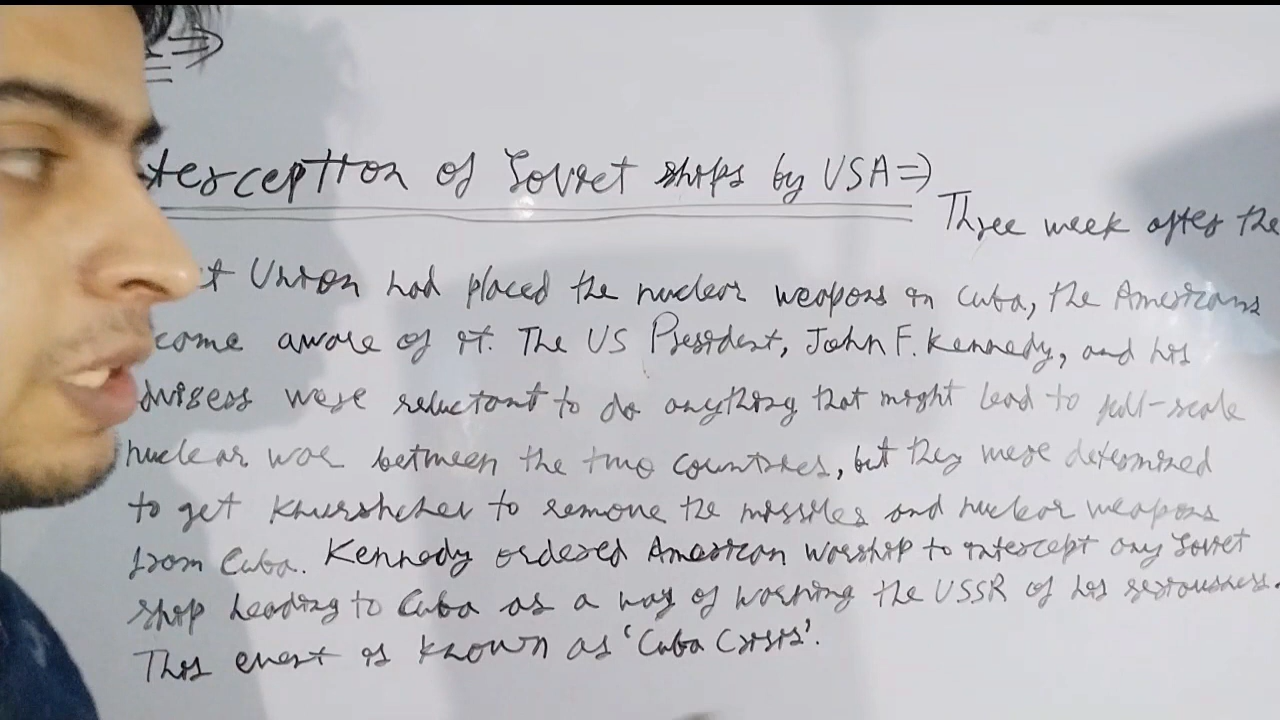 terception of Soviet ships by USA =>
Three week after the
et Union had placed the nuclear weapons in Cuba, the Americans
came aware of it. The US President, John F. Kennedy, and his
dvisers were reluctant to do anything that might lead to full-scale
nuclear war between the two countries, but they were determined
to get Khurshchev to remove the missiles and nuclear weapons
from Cuba. Kennedy ordered American warship to intercept any Soviet
ship heading to Cuba as a way of warning the USSR of his seriousness.
This event is known as 'Cuba Crisis'.